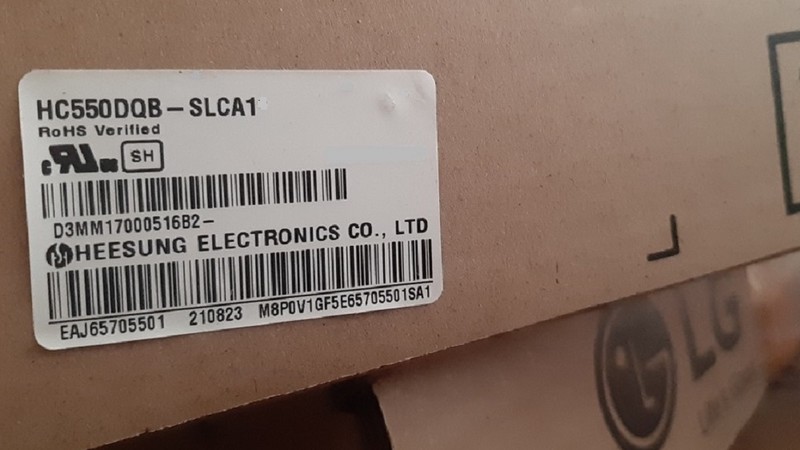 HC550DQB-SLCA1
RoHS Verified
SH
D3MM17000516B2-
HEESUNG ELECTRONICS CO., LTD
EAJ65705501 210823 M8P0V1GF5E65705501SA1
LG